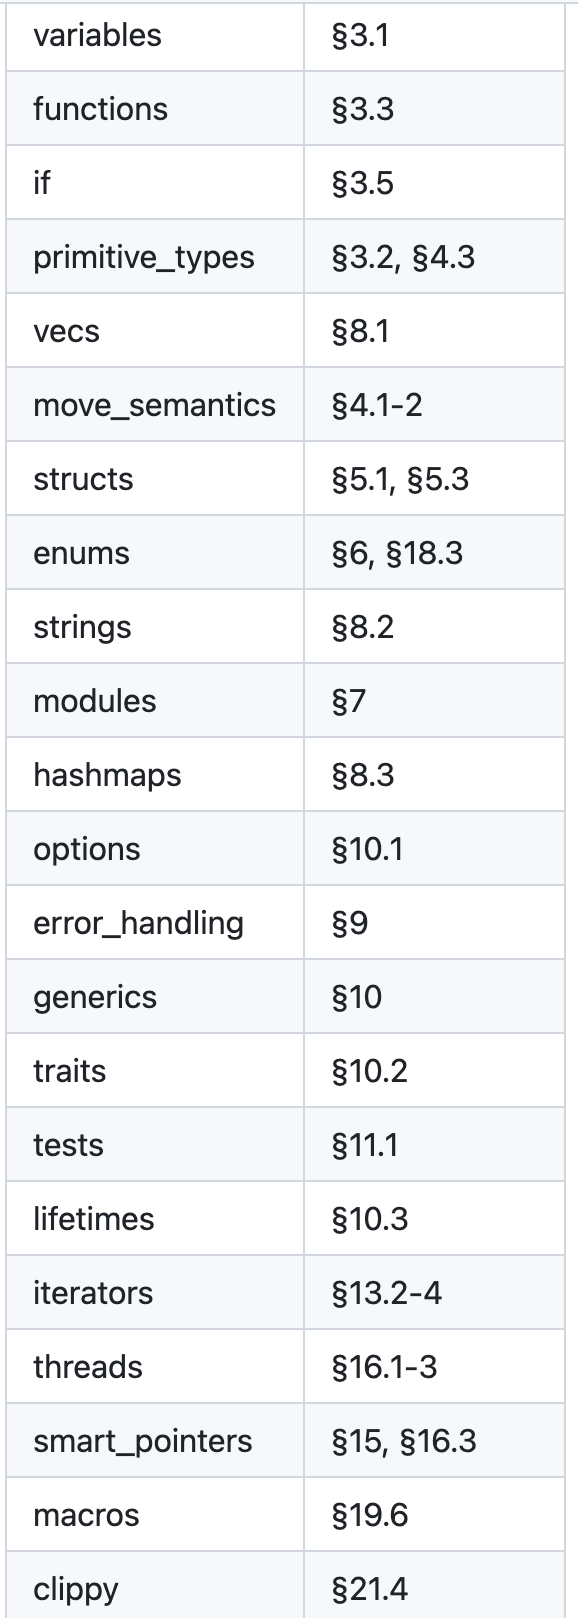 variables §3.1
functions §3.3
if §3.5
primitive_types §3.2, §4.3
vecs §8.1
move_semantics §4.1-2
structs §5.1, §5.3
enums §6, §18.3
strings §8.2
modules §7
hashmaps §8.3
options §10.1
error_handling §9
generics §10
traits §10.2
tests §11.1
lifetimes §10.3
iterators §13.2-4
threads §16.1-3
smart_pointers §15, §16.3
macros §19.6
clippy §21.4